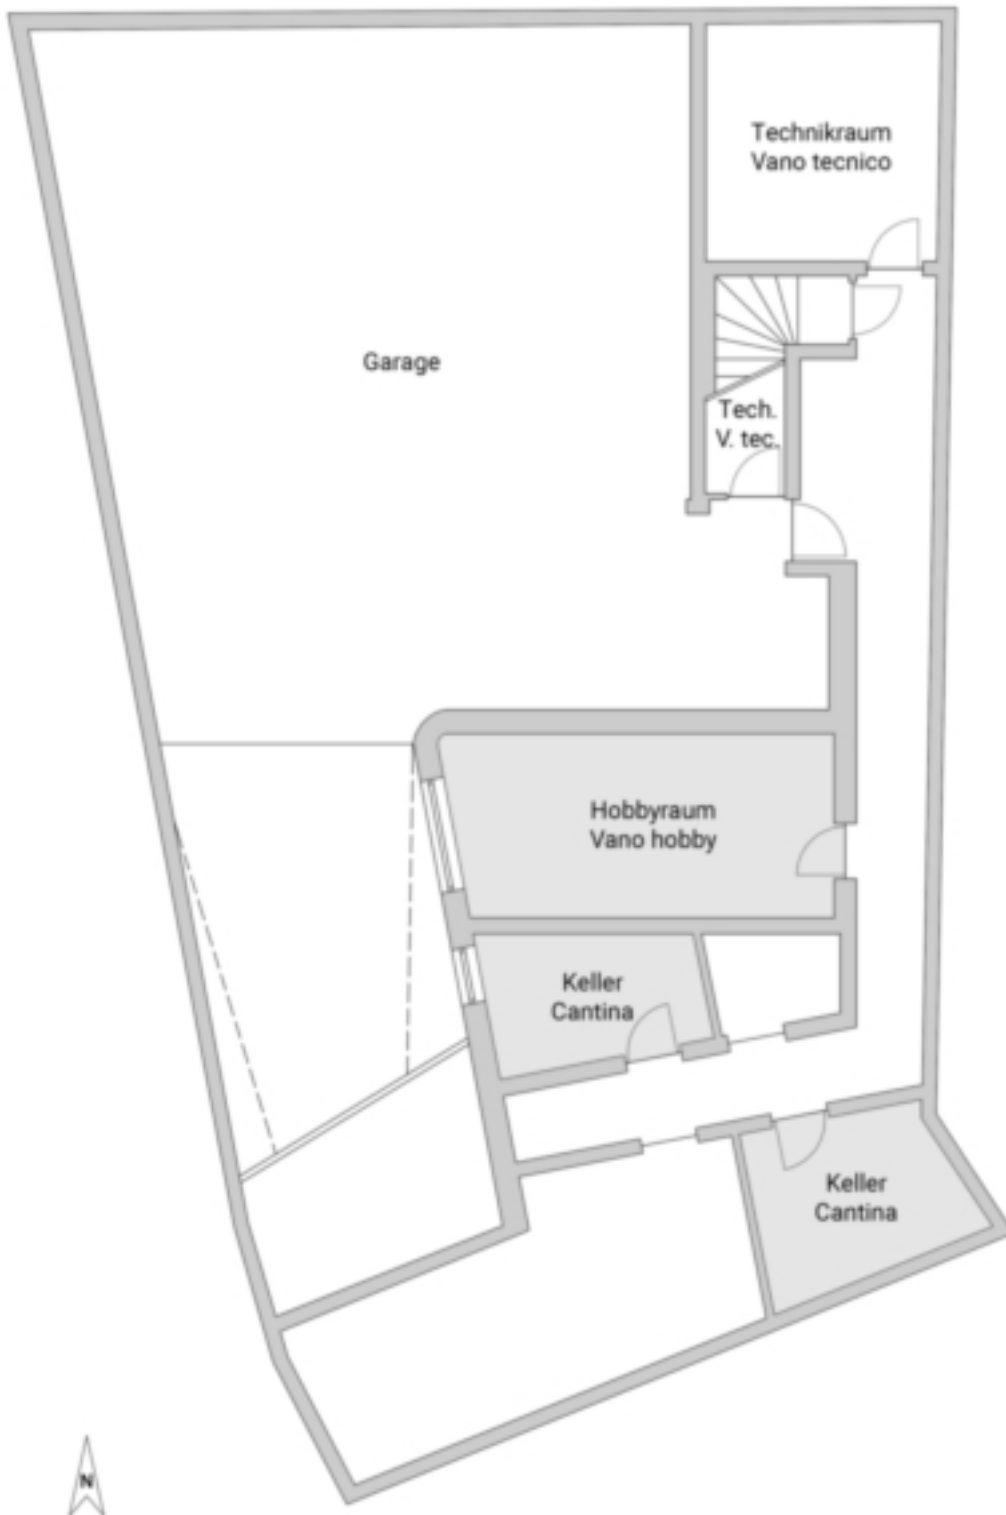 Technikraum
Vano tecnico
Garage
Tech.
V. tec.
Hobbyraum
Vano hobby
Keller
Cantina
Keller
Cantina
N